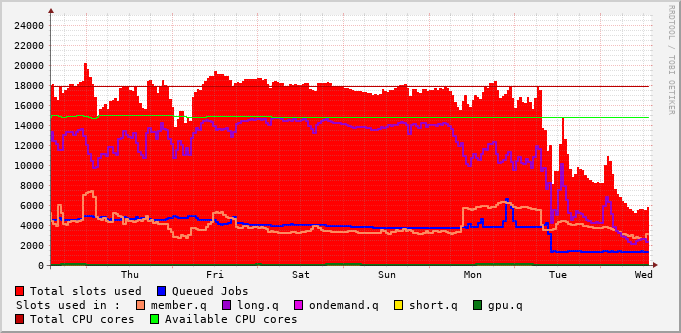 24000
22000
20000
18000
16000
14000
12000
10000
8000
6000
4000
2000
0
Thu Fri Sat Sun Mon Tue Wed
RRDTOOL / TOBI OETIKER
Total slots used Queued Jobs
Slots used in : member.q long.q ondemand.q short.q gpu.q
Total CPU cores Available CPU cores